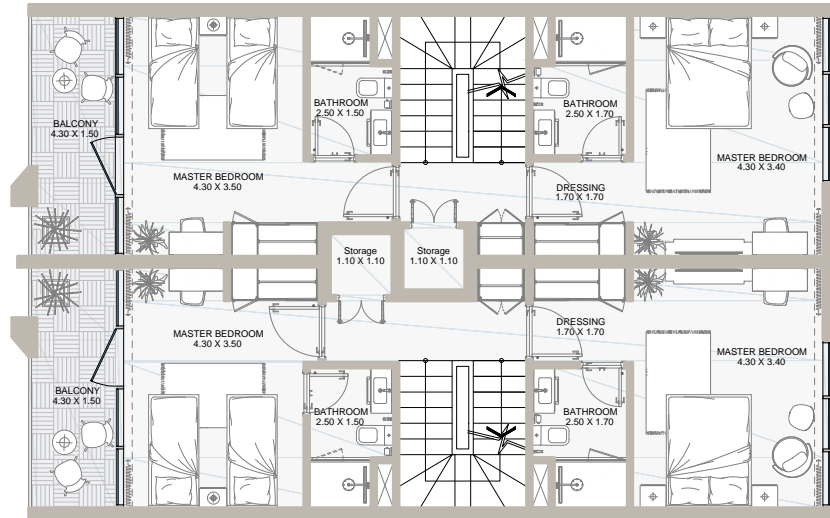 BATHROOM
2.50 X 1.50
BATHROOM
2.50 X 1.70
BALCONY
4.30 X 1.50
MASTER BEDROOM
4.30 X 3.50
MASTER BEDROOM
4.30 X 3.40
DRESSING
1.70 X 1.70
Storage
1.10 X 1.10
Storage
1.10 X 1.10
MASTER BEDROOM
4.30 X 3.50
DRESSING
1.70 X 1.70
MASTER BEDROOM
4.30 X 3.40
BALCONY
4.30 X 1.50
BATHROOM
2.50 X 1.50
BATHROOM
2.50 X 1.70